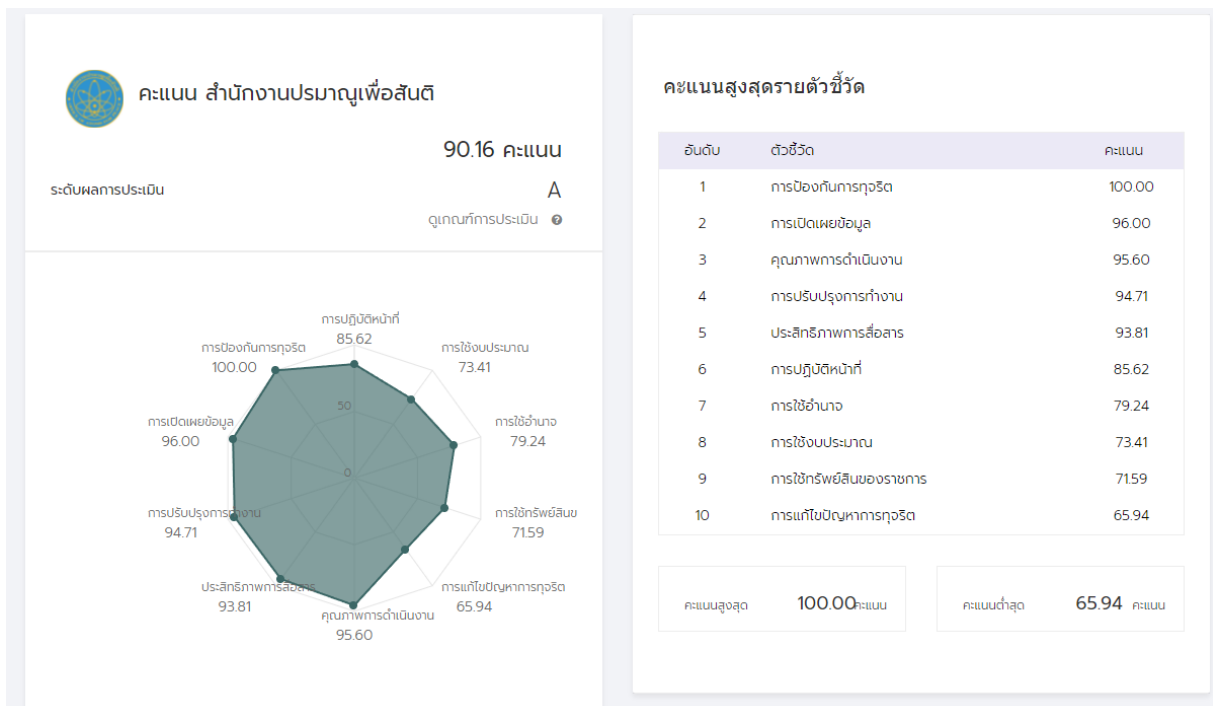 คะแนน สำนักงานปรมาณูเพื่อสันติ
90.16 คะแนน
ระดับผลการประเมิน A
ดูเกณฑ์การประเมิน
การปฏิบัติหน้าที่
85.62
การใช้งบประมาณ
73.41
การใช้อำนาจ
79.24
การใช้ทรัพย์สินข
71.59
การแก้ไขปัญหาการทุจริต
65.94
คุณภาพการดำเนินงาน
95.60
ประสิทธิภาพการสื่อสาร
93.81
การปรับปรุงการทำงาน
94.71
การเปิดเผยข้อมูล
96.00
การป้องกันการทุจริต
100.00
50
0
คะแนนสูงสุดรายตัวชี้วัด
อันดับ ตัวชี้วัด คะแนน
1 การป้องกันการทุจริต 100.00
2 การเปิดเผยข้อมูล 96.00
3 คุณภาพการดำเนินงาน 95.60
4 การปรับปรุงการทำงาน 94.71
5 ประสิทธิภาพการสื่อสาร 93.81
6 การปฏิบัติหน้าที่ 85.62
7 การใช้อำนาจ 79.24
8 การใช้งบประมาณ 73.41
9 การใช้ทรัพย์สินของราชการ 71.59
10 การแก้ไขปัญหาการทุจริต 65.94
คะแนนสูงสุด 100.00 คะแนน
คะแนนต่ำสุด 65.94 คะแนน